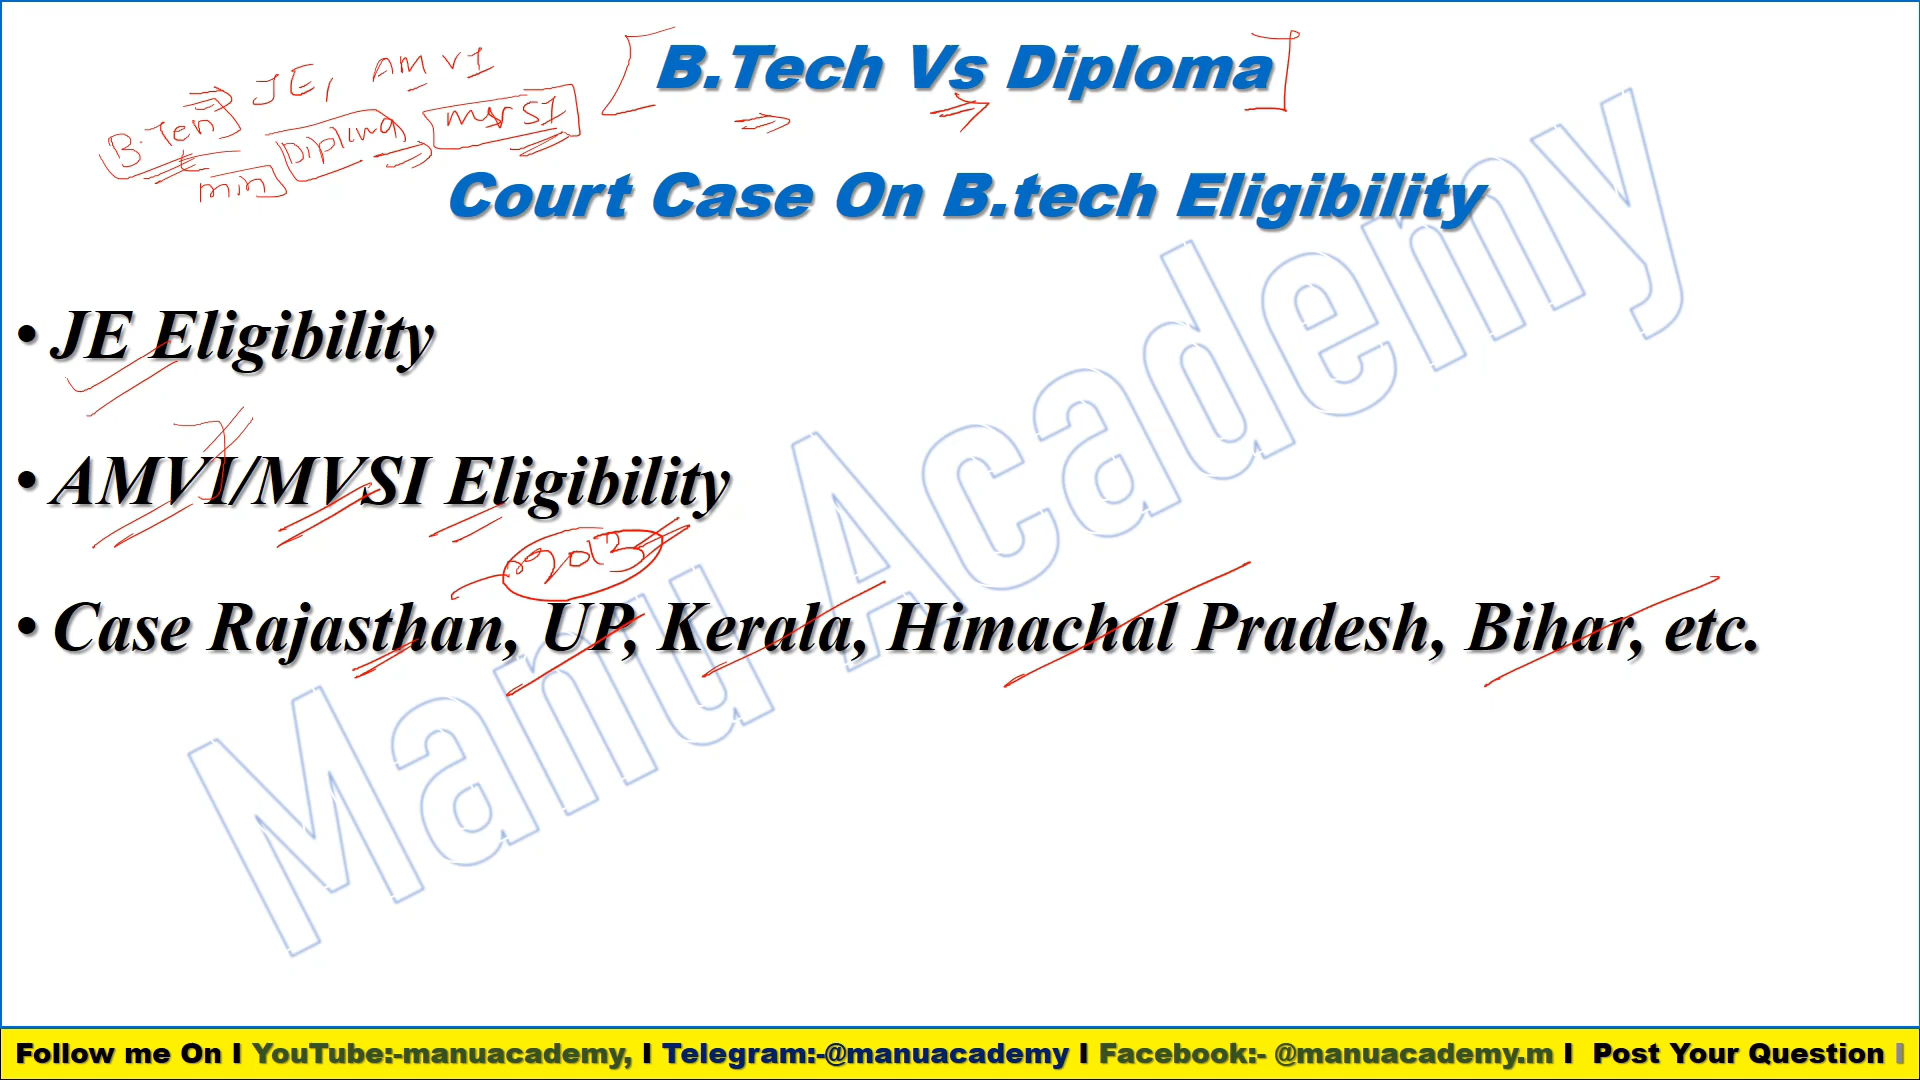 B.Tech Vs Diploma
B.Tech → JE, AMVI
min Diploma → MVSI
Court Case On B.tech Eligibility
• JE Eligibility
• AMVI/MVSI Eligibility
2013
• Case Rajasthan, UP, Kerala, Himachal Pradesh, Bihar, etc.
Manu Academy
Follow me On I YouTube:-manuacademy, I Telegram:-@manuacademy I Facebook:- @manuacademy.m I Post Your Question I